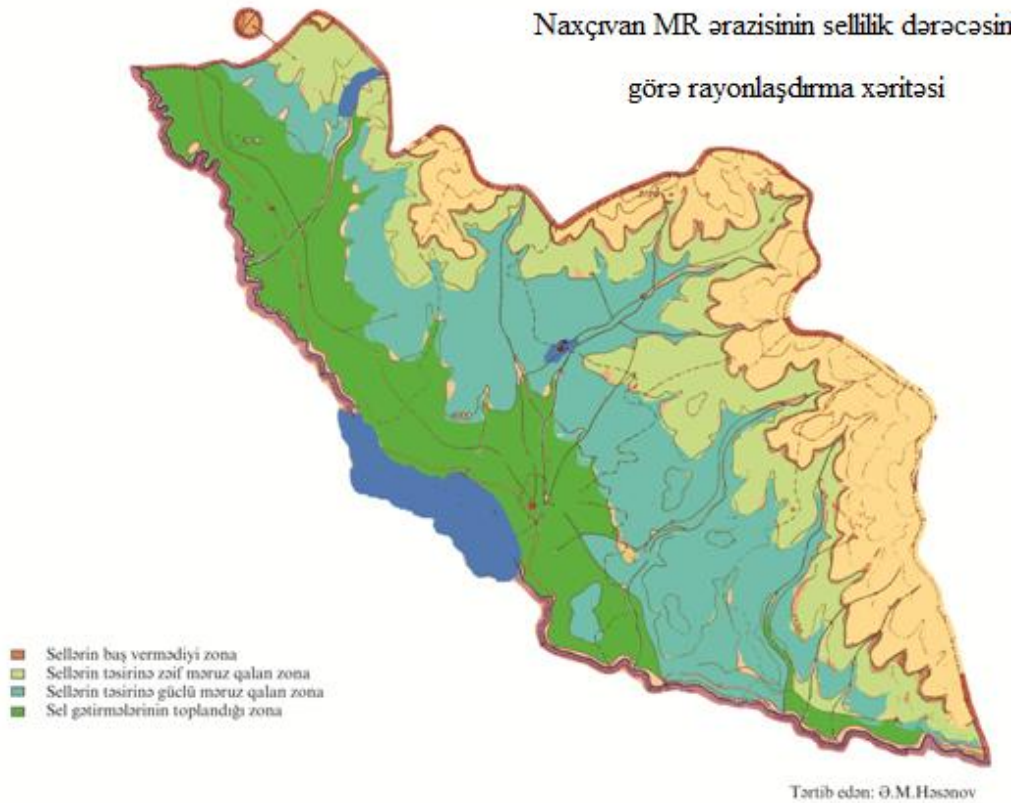 Naxçıvan MR ərazisinin sellilik dərəcəsin
görə rayonlaşdırma xəritəsi
Sellərin baş vermədiyi zona
Sellərin təsirinə zəif məruz qalan zona
Sellərin təsirinə güclü məruz qalan zona
Sel gətirmələrinin toplandığı zona
Tərtib edən: Ə.M.Həsənov